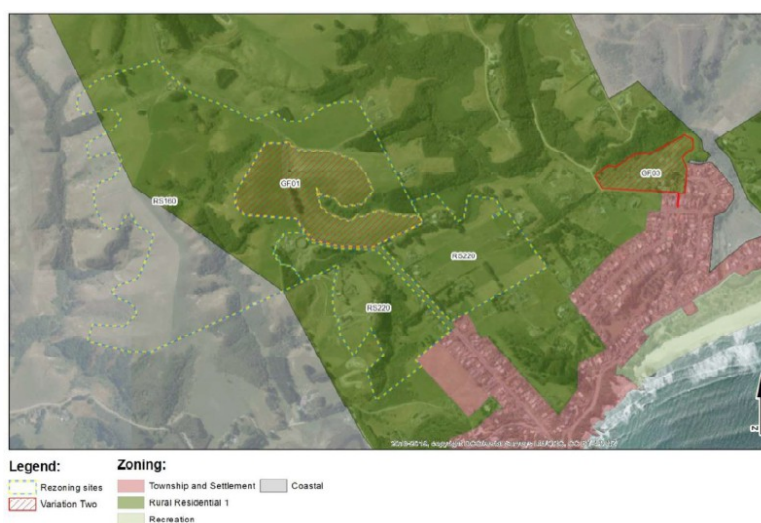 GF01
GF03
RS160
RS220
RS220
Legend:
Rezoning sites
Variation Two
Zoning:
Township and Settlement
Coastal
Rural Residential 1
Recreation